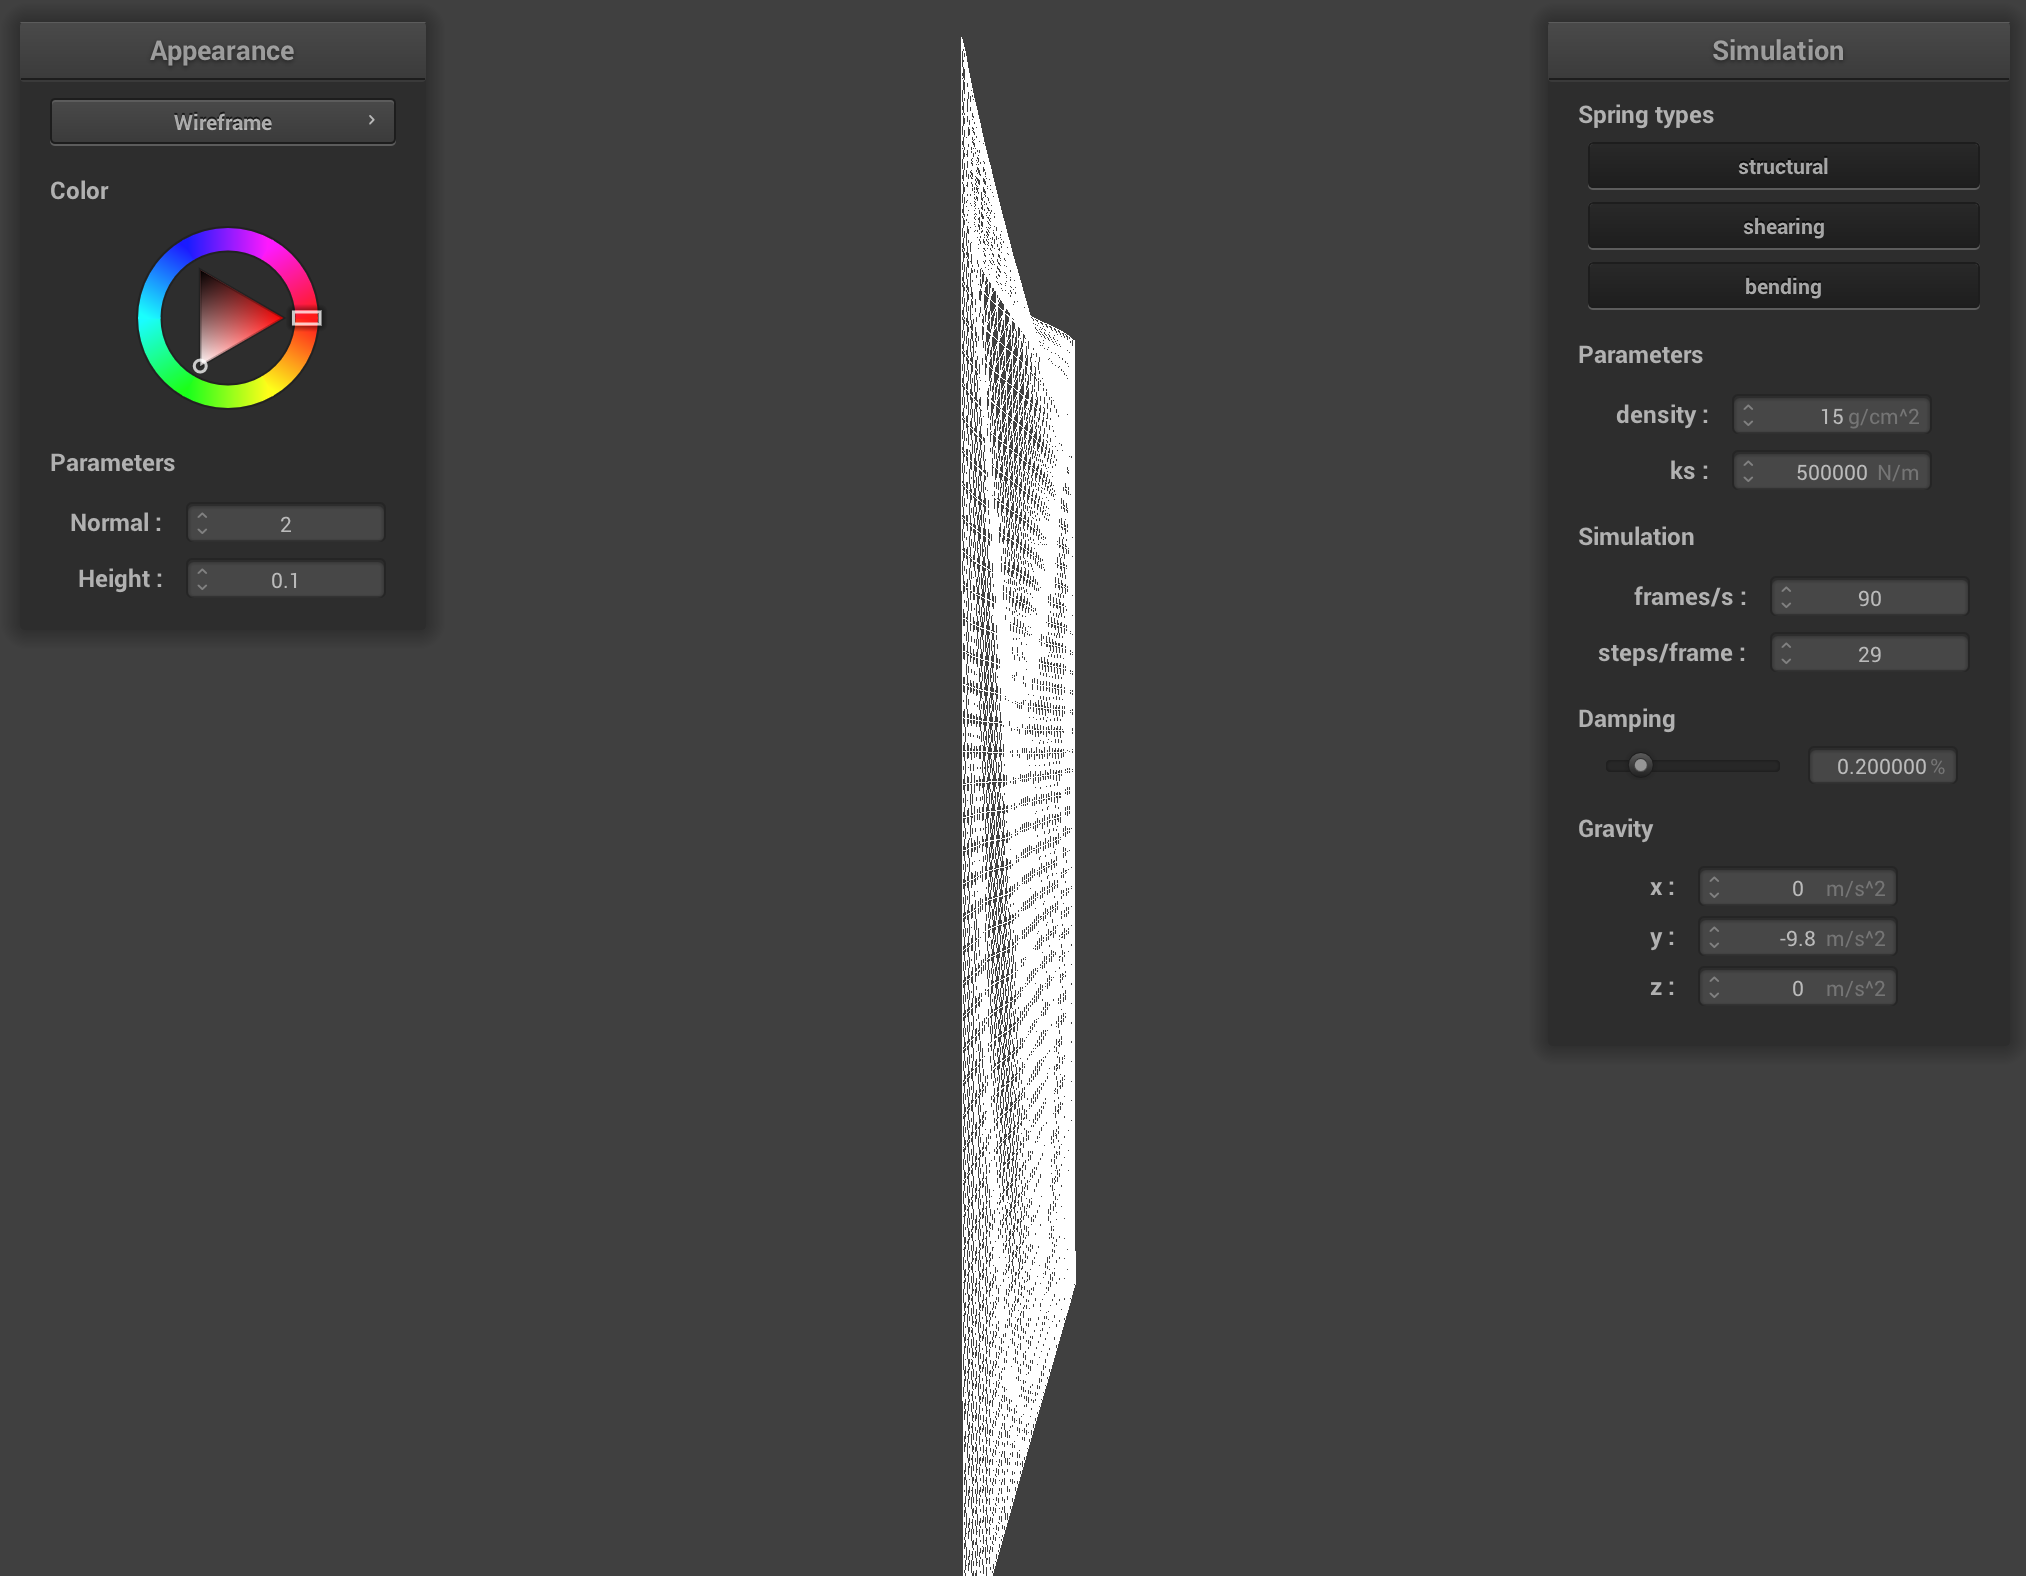 Appearance
Wireframe
Color
Parameters
Normal : 2
Height : 0.1
Simulation
Spring types
structural
shearing
bending
Parameters
density : 15 g/cm^2
ks : 500000 N/m
Simulation
frames/s : 90
steps/frame : 29
Damping
0.200000 %
Gravity
x : 0 m/s^2
y : -9.8 m/s^2
z : 0 m/s^2